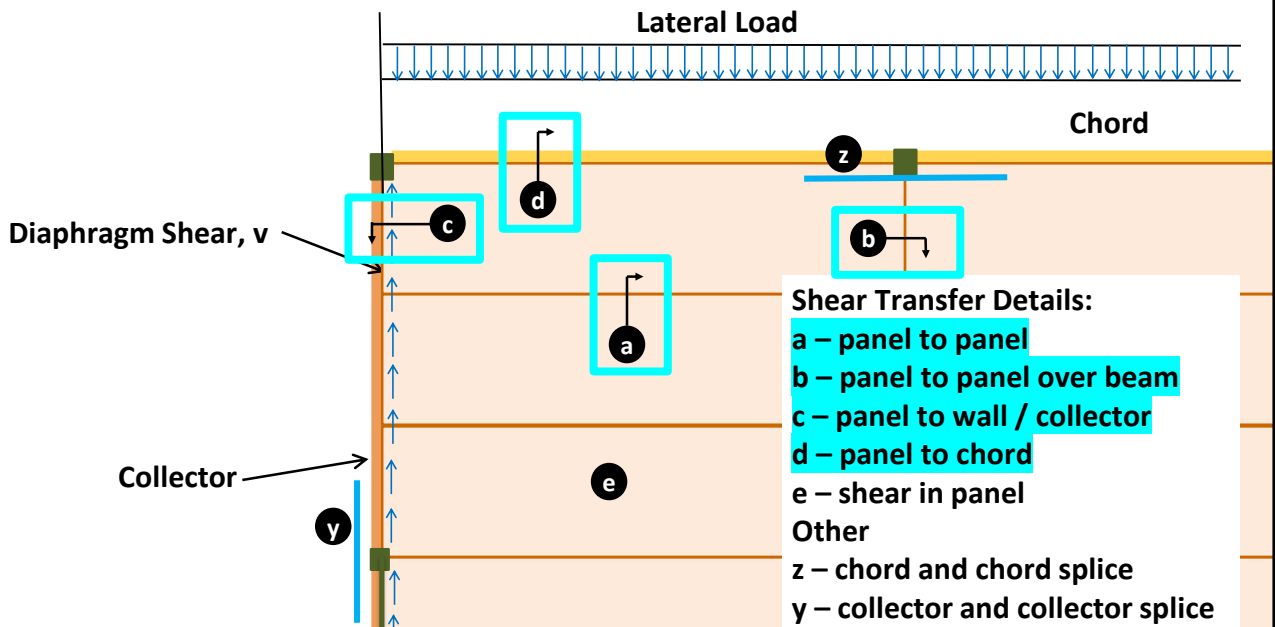 Lateral Load
Chord
z
d
c
Diaphragm Shear, v
b
a
Shear Transfer Details:
a – panel to panel
b – panel to panel over beam
c – panel to wall / collector
d – panel to chord
e – shear in panel
Other
z – chord and chord splice
y – collector and collector splice
Collector
e
y